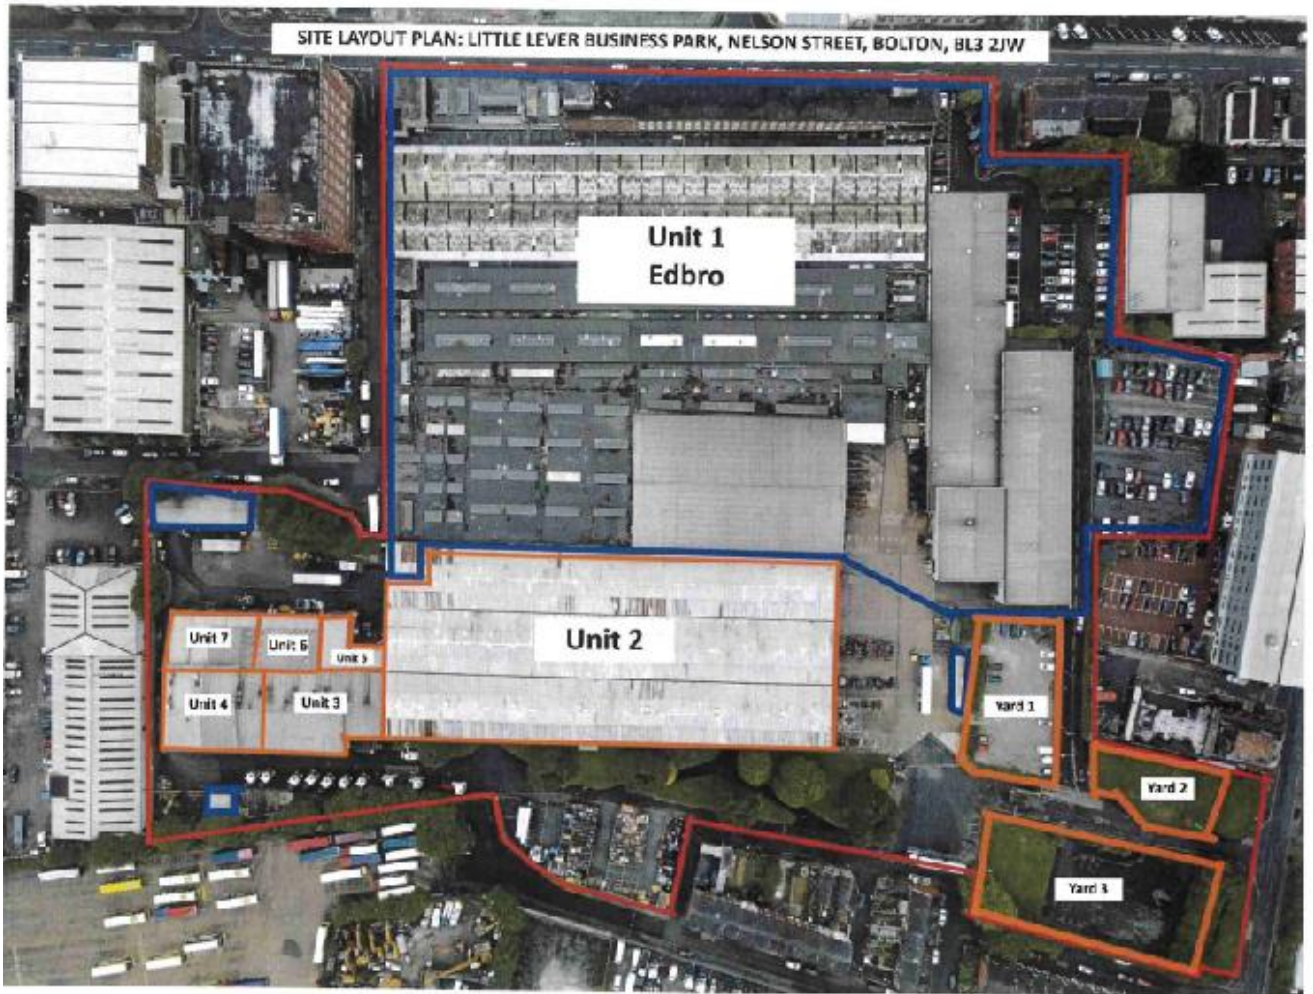 SITE LAYOUT PLAN: LITTLE LEVER BUSINESS PARK, NELSON STREET, BOLTON, BL3 2JW
Unit 1
Edbro
Unit 2
Unit 7
Unit 6
Unit 5
Unit 4
Unit 3
Yard 1
Yard 2
Yard 3